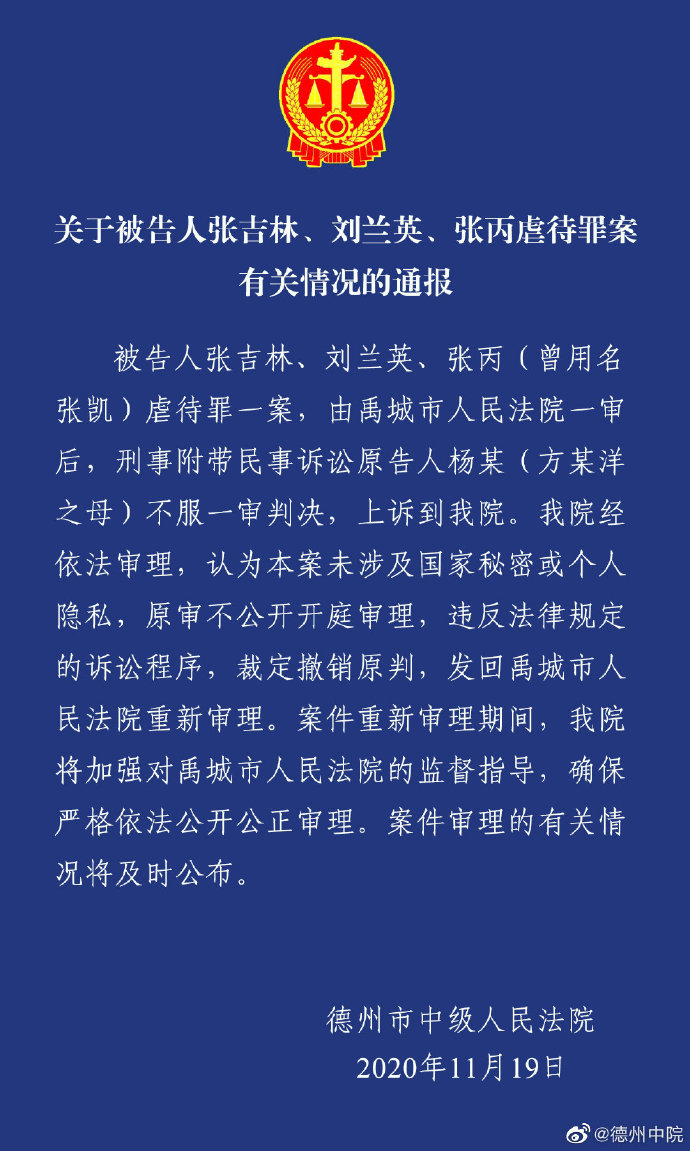 关于被告人张吉林、刘兰英、张丙虐待罪案
有关情况的通报
被告人张吉林、刘兰英、张丙（曾用名
张凯）虐待罪一案，由禹城市人民法院一审
后，刑事附带民事诉讼原告人杨某（方某洋
之母）不服一审判决，上诉到我院。我院经
依法审理，认为本案未涉及国家秘密或个人
隐私，原审不公开开庭审理，违反法律规定
的诉讼程序，裁定撤销原判，发回禹城市人
民法院重新审理。案件重新审理期间，我院
将加强对禹城市人民法院的监督指导，确保
严格依法公开公正审理。案件审理的有关情
况将及时公布。
德州市中级人民法院
2020年11月19日
@德州中院